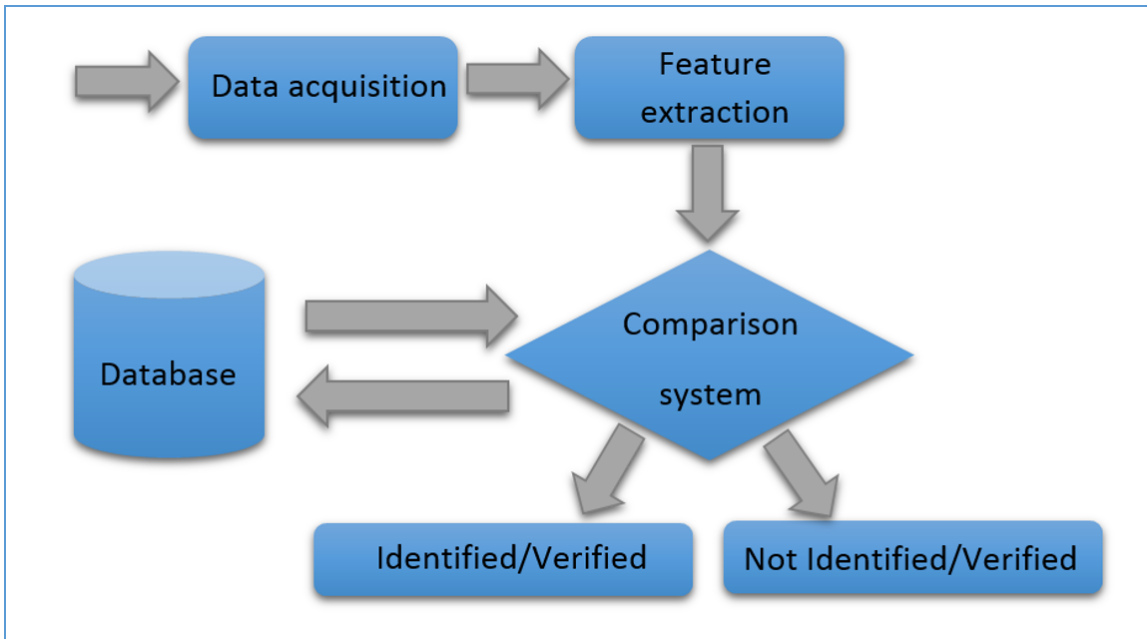 Data acquisition
Feature
extraction
Database
Comparison
system
Identified/Verified
Not Identified/Verified